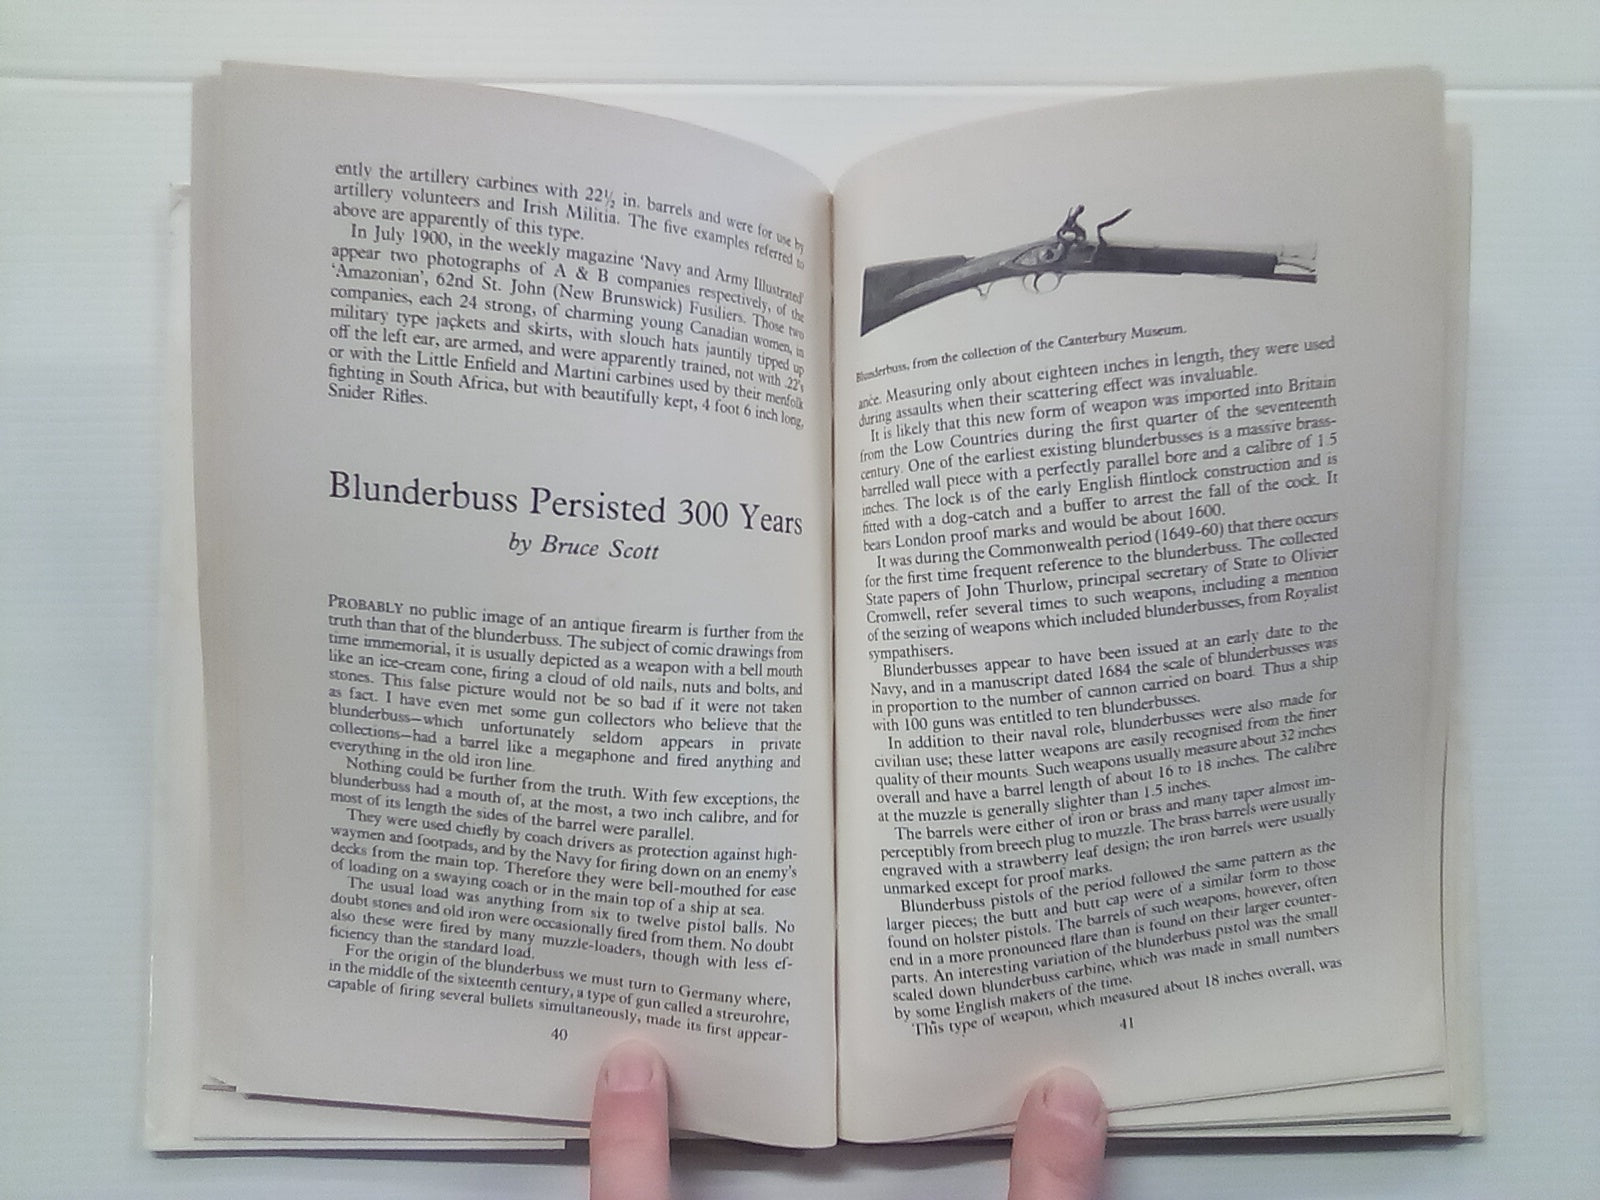 ently the artillery carbines with 22½ in. barrels and were for use by
artillery volunteers and Irish Militia. The five examples referred to
above are apparently of this type.
In July 1900, in the weekly magazine 'Navy and Army Illustrated'
appear two photographs of A & B companies respectively, of the
'Amazonian', 62nd St. John (New Brunswick) Fusiliers. Those two
companies, each 24 strong, of charming young Canadian women, in
military type jackets and skirts, with slouch hats jauntily tipped up
off the left ear, are armed, and were apparently trained, not with .22's
or with the Little Enfield and Martini carbines used by their menfolk
fighting in South Africa, but with beautifully kept, 4 foot 6 inch long,
Snider Rifles.
Blunderbuss Persisted 300 Years
by Bruce Scott
PROBABLY no public image of an antique firearm is further from the
truth than that of the blunderbuss. The subject of comic drawings from
time immemorial, it is usually depicted as a weapon with a bell mouth
like an ice-cream cone, firing a cloud of old nails, nuts and bolts, and
stones. This false picture would not be so bad if it were not taken
as fact. I have even met some gun collectors who believe that the
blunderbuss—which unfortunately seldom appears in private
collections—had a barrel like a megaphone and fired anything and
everything in the old iron line.
Nothing could be further from the truth. With few exceptions, the
blunderbuss had a mouth of, at the most, a two inch calibre, and for
most of its length the sides of the barrel were parallel.
They were used chiefly by coach drivers as protection against high-
waymen and footpads, and by the Navy for firing down on an enemy's
decks from the main top. Therefore they were bell-mouthed for ease
of loading on a swaying coach or in the main top of a ship at sea.
The usual load was anything from six to twelve pistol balls. No
doubt stones and old iron were occasionally fired from them. No doubt
also these were fired by many muzzle-loaders, though with less ef-
ficiency than the standard load.
For the origin of the blunderbuss we must turn to Germany where,
in the middle of the sixteenth century, a type of gun called a streurohre,
capable of firing several bullets simultaneously, made its first appear-
40
Blunderbuss, from the collection of the Canterbury Museum.
ance. Measuring only about eighteen inches in length, they were used
during assaults when their scattering effect was invaluable.
It is likely that this new form of weapon was imported into Britain
from the Low Countries during the first quarter of the seventeenth
century. One of the earliest existing blunderbusses is a massive brass-
barrelled wall piece with a perfectly parallel bore and a calibre of 1.5
inches. The lock is of the early English flintlock construction and is
fitted with a dog-catch and a buffer to arrest the fall of the cock. It
bears London proof marks and would be about 1600.
It was during the Commonwealth period (1649-60) that there occurs
for the first time frequent reference to the blunderbuss. The collected
State papers of John Thurlow, principal secretary of State to Olivier
Cromwell, refer several times to such weapons, including a mention
of the seizing of weapons which included blunderbusses, from Royalist
sympathisers.
Blunderbusses appear to have been issued at an early date to the
Navy, and in a manuscript dated 1684 the scale of blunderbusses was
in proportion to the number of cannon carried on board. Thus a ship
with 100 guns was entitled to ten blunderbusses.
In addition to their naval role, blunderbusses were also made for
civilian use; these latter weapons are easily recognised from the finer
quality of their mounts. Such weapons usually measure about 32 inches
overall and have a barrel length of about 16 to 18 inches. The calibre
at the muzzle is generally slighter than 1.5 inches.
The barrels were either of iron or brass and many taper almost im-
perceptibly from breech plug to muzzle. The brass barrels were usually
engraved with a strawberry leaf design; the iron barrels were usually
unmarked except for proof marks.
Blunderbuss pistols of the period followed the same pattern as the
larger pieces; the butt and butt cap were of a similar form to those
found on holster pistols. The barrels of such weapons, however, often
end in a more pronounced flare than is found on their larger counter-
parts. An interesting variation of the blunderbuss pistol was the small
scaled down blunderbuss carbine, which was made in small numbers
by some English makers of the time.
This type of weapon, which measured about 18 inches overall, was
41